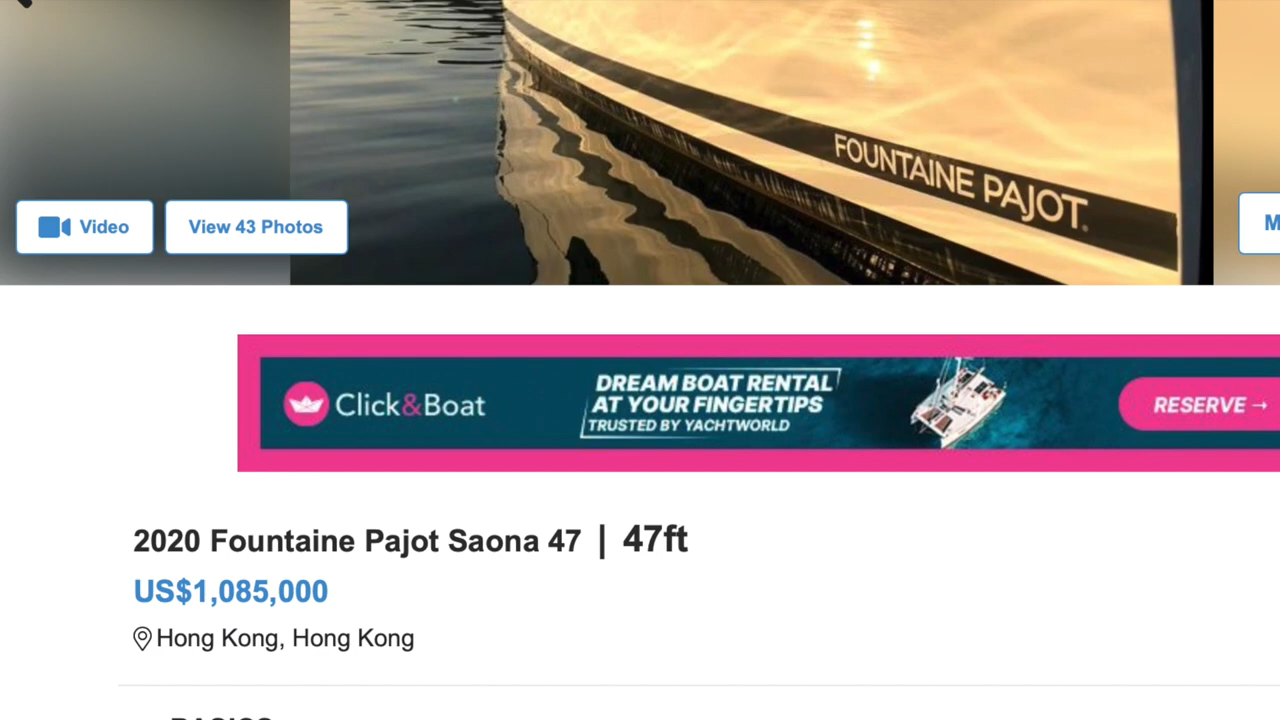 FOUNTAINE PAJOT
Video
View 43 Photos
Click&Boat
DREAM BOAT RENTAL
AT YOUR FINGERTIPS
TRUSTED BY YACHTWORLD
RESERVE →
2020 Fountaine Pajot Saona 47 | 47ft
US$1,085,000
Hong Kong, Hong Kong